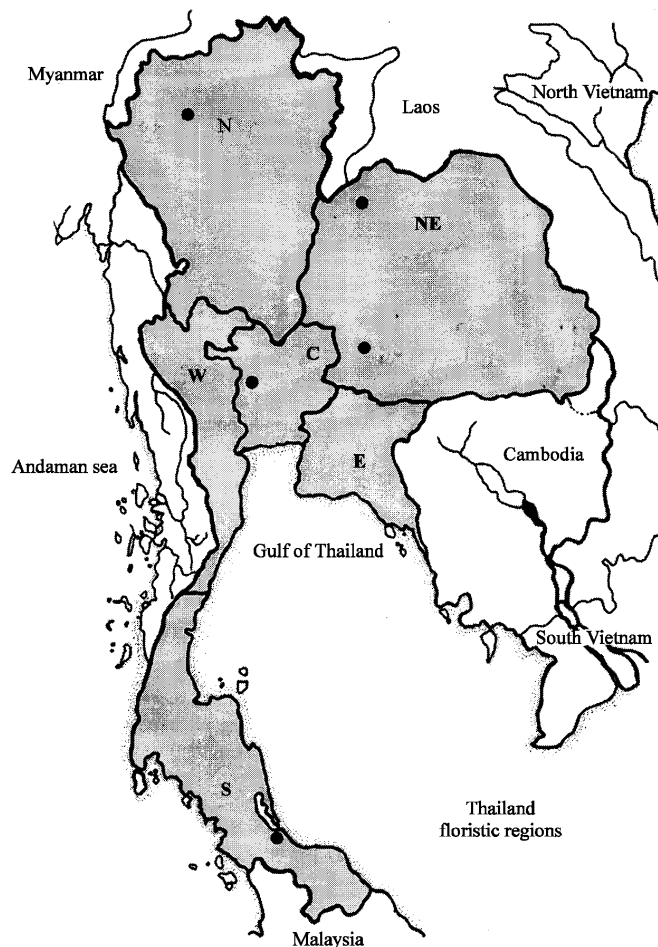 Myanmar
North Vietnam
Laos
N
NE
C
W
Cambodia
E
Andaman sea
Gulf of Thailand
South Vietnam
S
Thailand
floristic regions
Malaysia